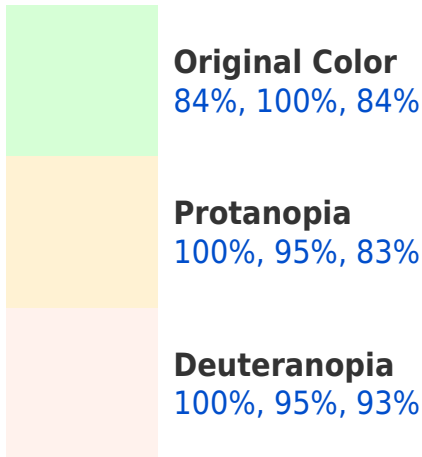 Original Color
84%, 100%, 84%
Protanopia
100%, 95%, 83%
Deuteranopia
100%, 95%, 93%